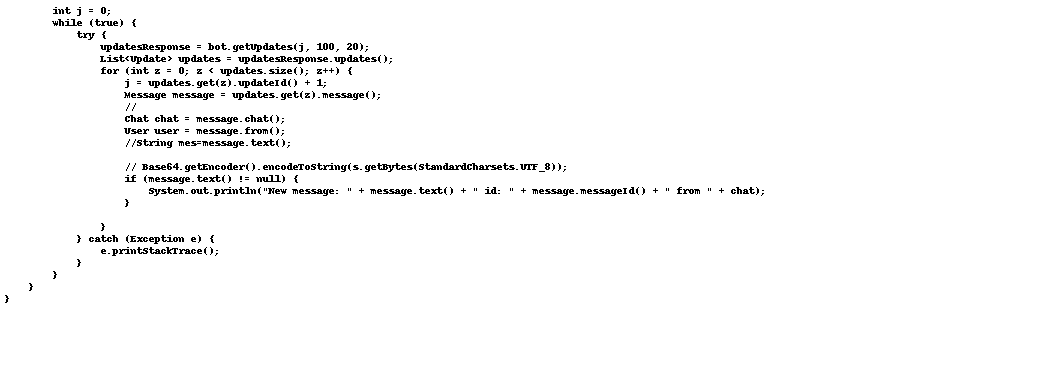 int j = 0;
while (true) {
try {
updatesResponse = bot.getUpdates(j, 100, 20);
List<Update> updates = updatesResponse.updates();
for (int z = 0; z < updates.size(); z++) {
j = updates.get(z).updateId() + 1;
Message message = updates.get(z).message();
//
Chat chat = message.chat();
User user = message.from();
//String mes=message.text();
// Base64.getEncoder().encodeToString(s.getBytes(StandardCharsets.UTF_8));
if (message.text() != null) {
System.out.println("New message: " + message.text() + " id: " + message.messageId() + " from " + chat);
}
}
} catch (Exception e) {
e.printStackTrace();
}
}
}
}